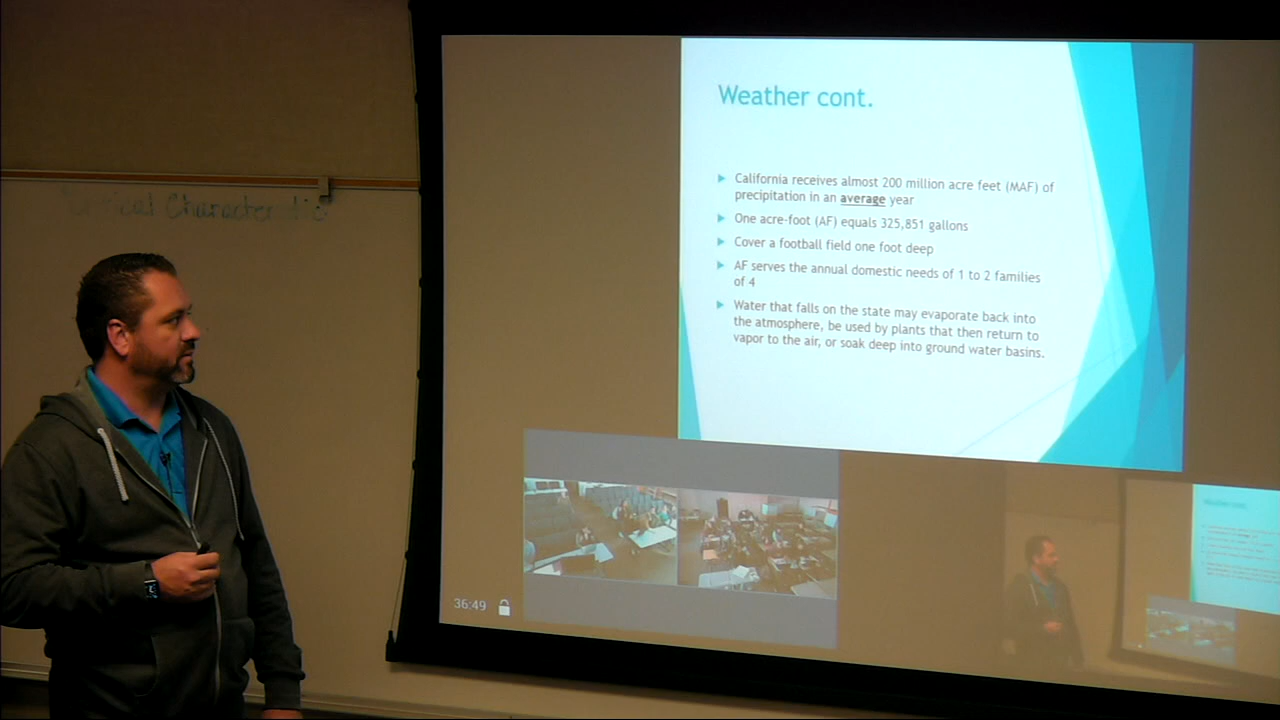 Critical Characteristic
Weather cont.
California receives almost 200 million acre feet (MAF) of
precipitation in an average year
One acre-foot (AF) equals 325,851 gallons
Cover a football field one foot deep
AF serves the annual domestic needs of 1 to 2 families
of 4
Water that falls on the state may evaporate back into
the atmosphere, be used by plants that then return to
vapor to the air, or soak deep into ground water basins.
36:49